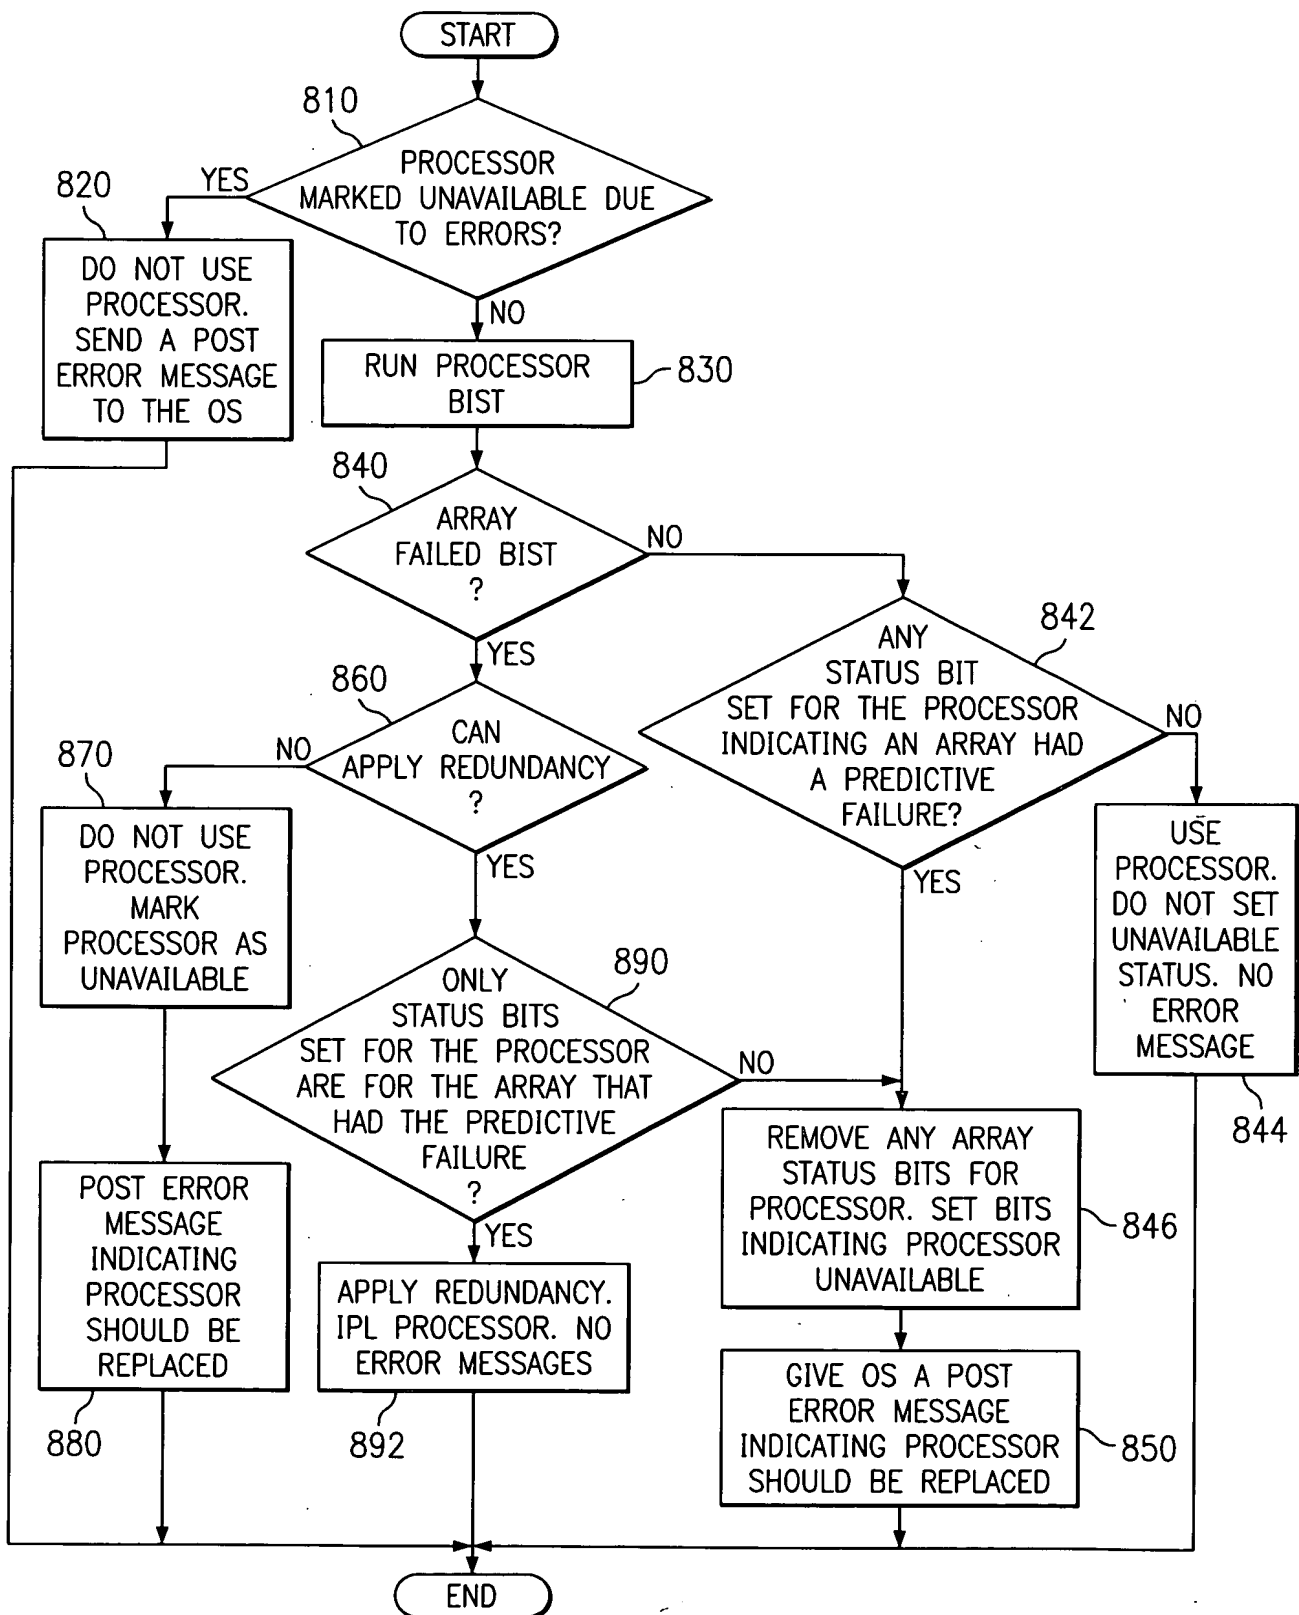 START
810
PROCESSOR
MARKED UNAVAILABLE DUE
TO ERRORS?
YES
NO
820
DO NOT USE
PROCESSOR.
SEND A POST
ERROR MESSAGE
TO THE OS
RUN PROCESSOR
BIST
830
840
ARRAY
FAILED BIST
?
NO
YES
842
ANY
STATUS BIT
SET FOR THE PROCESSOR
INDICATING AN ARRAY HAD
A PREDICTIVE
FAILURE?
NO
YES
860
CAN
APPLY REDUNDANCY
?
NO
YES
870
DO NOT USE
PROCESSOR.
MARK
PROCESSOR AS
UNAVAILABLE
USE
PROCESSOR.
DO NOT SET
UNAVAILABLE
STATUS. NO
ERROR
MESSAGE
844
890
ONLY
STATUS BITS
SET FOR THE PROCESSOR
ARE FOR THE ARRAY THAT
HAD THE PREDICTIVE
FAILURE
?
NO
YES
REMOVE ANY ARRAY
STATUS BITS FOR
PROCESSOR. SET BITS
INDICATING PROCESSOR
UNAVAILABLE
846
POST ERROR
MESSAGE
INDICATING
PROCESSOR
SHOULD BE
REPLACED
880
APPLY REDUNDANCY.
IPL PROCESSOR. NO
ERROR MESSAGES
892
GIVE OS A POST
ERROR MESSAGE
INDICATING PROCESSOR
SHOULD BE REPLACED
850
END